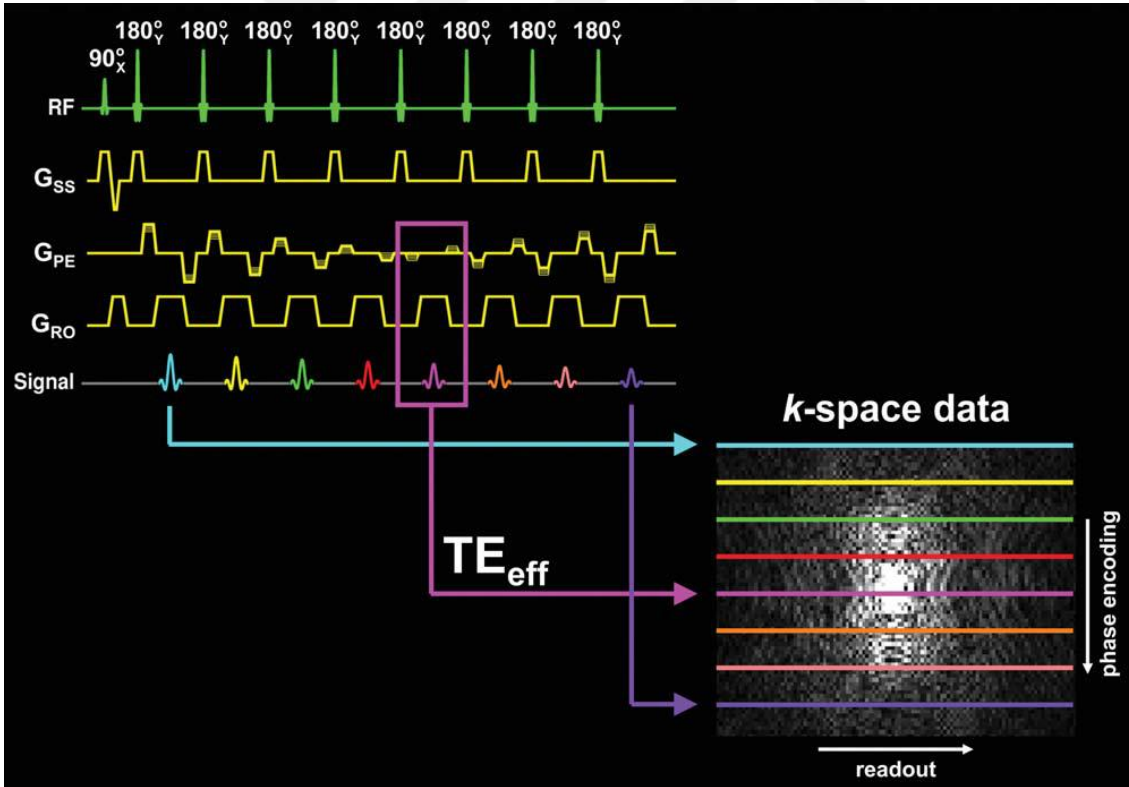 180°Y 180°Y 180°Y 180°Y 180°Y 180°Y 180°Y 180°Y
90°X
RF
GSS
GPE
GRO
Signal
k-space data
TEeff
phase encoding
readout